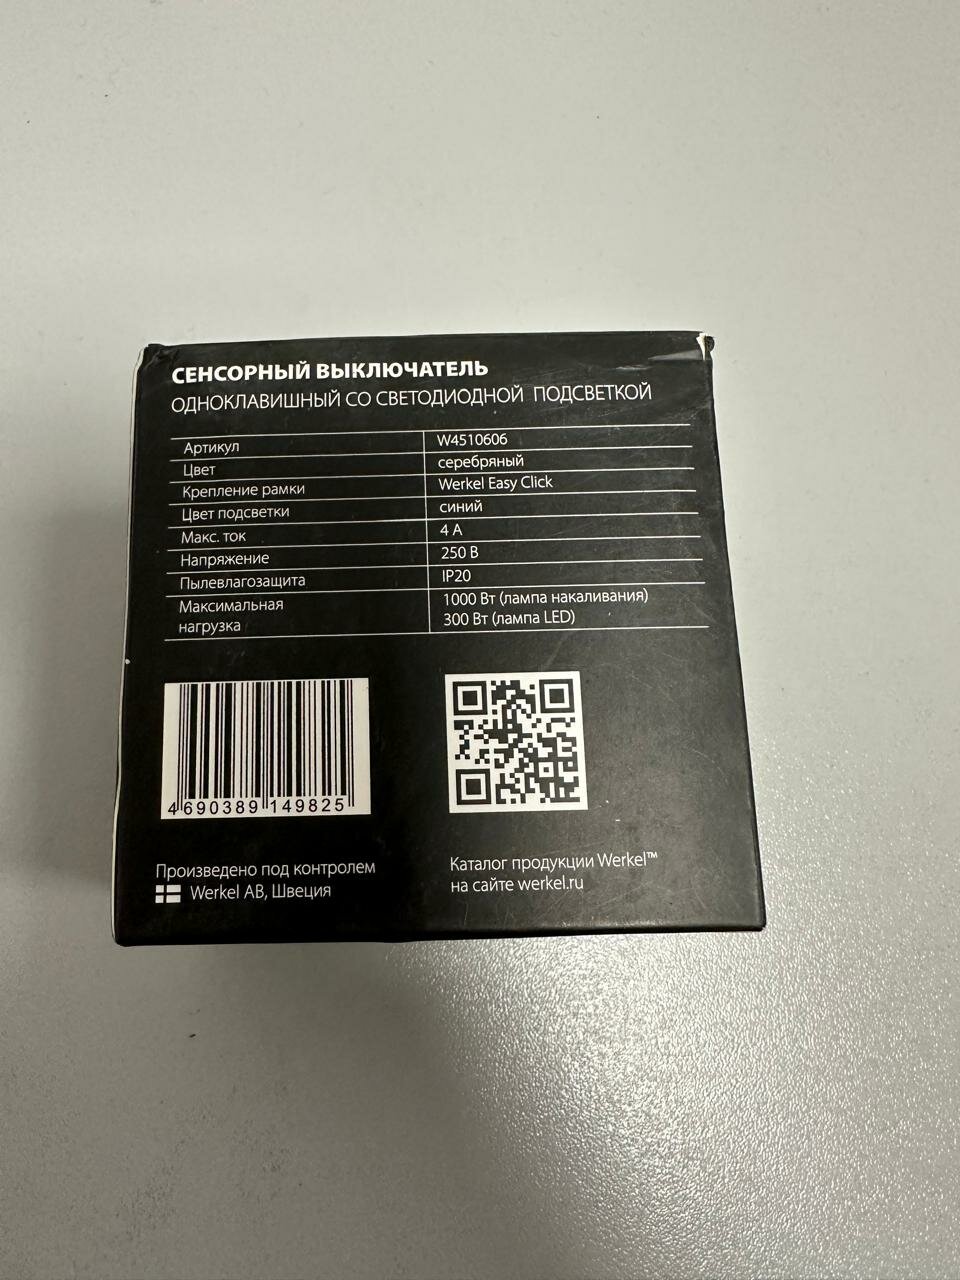 СЕНСОРНЫЙ ВЫКЛЮЧАТЕЛЬ
ОДНОКЛАВИШНЫЙ СО СВЕТОДИОДНОЙ ПОДСВЕТКОЙ
Артикул W4510606
Цвет серебряный
Крепление рамки Werkel Easy Click
Цвет подсветки синий
Макс. ток 4 А
Напряжение 250 В
Пылевлагозащита IP20
Максимальная нагрузка 1000 Вт (лампа накаливания)
300 Вт (лампа LED)
4 690389 149825
Произведено под контролем
Werkel AB, Швеция
Каталог продукции Werkel™
на сайте werkel.ru